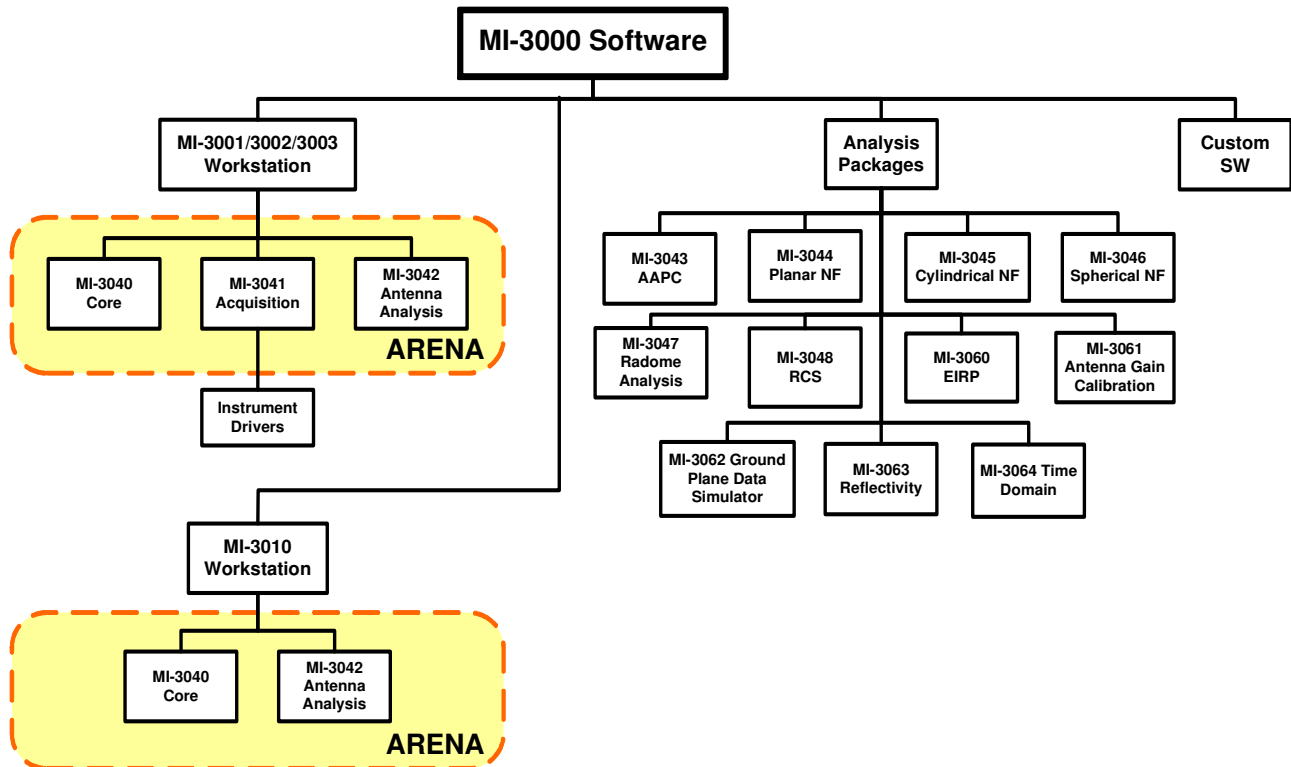 MI-3000 Software
MI-3001/3002/3003
Workstation
Analysis
Packages
Custom
SW
MI-3040
Core
MI-3041
Acquisition
MI-3042
Antenna
Analysis
ARENA
Instrument
Drivers
MI-3043
AAPC
MI-3044
Planar NF
MI-3045
Cylindrical NF
MI-3046
Spherical NF
MI-3047
Radome
Analysis
MI-3048
RCS
MI-3060
EIRP
MI-3061
Antenna Gain
Calibration
MI-3062 Ground
Plane Data
Simulator
MI-3063
Reflectivity
MI-3064 Time
Domain
MI-3010
Workstation
MI-3040
Core
MI-3042
Antenna
Analysis
ARENA